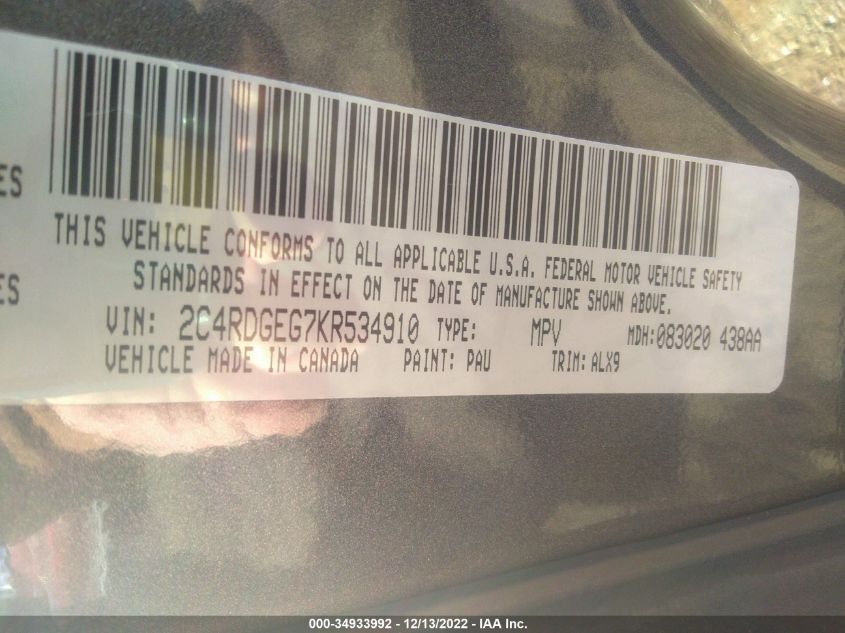 ES
THIS VEHICLE CONFORMS TO ALL APPLICABLE U.S.A. FEDERAL MOTOR VEHICLE SAFETY
ES
STANDARDS IN EFFECT ON THE DATE OF MANUFACTURE SHOWN ABOVE.
VIN: 2C4RDGEG7KR534910 TYPE: MPV MDH:083020 438AA
VEHICLE MADE IN CANADA PAINT: PAU TRIM: ALX9
000-34933992 - 12/13/2022 - IAA Inc.